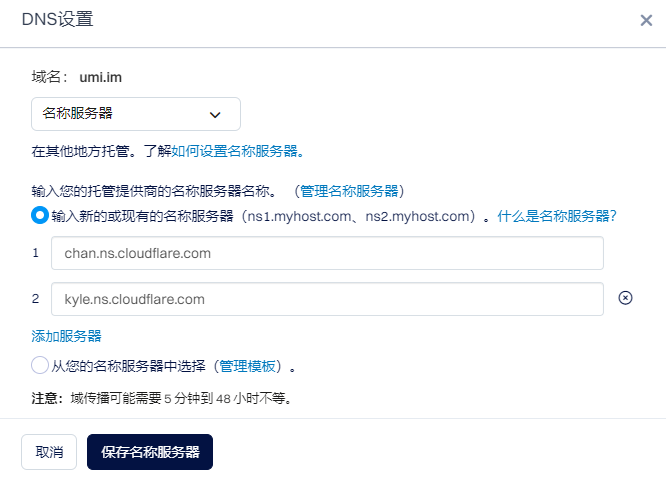 DNS设置
域名： umi.im
名称服务器
在其他地方托管。了解如何设置名称服务器。
输入您的托管提供商的名称服务器名称。 （管理名称服务器）
输入新的或现有的名称服务器（ns1.myhost.com、ns2.myhost.com）。什么是名称服务器?
1 chan.ns.cloudflare.com
2 kyle.ns.cloudflare.com
添加服务器
从您的名称服务器中选择（管理模板）。
注意：域传播可能需要 5 分钟到 48 小时不等。
取消 保存名称服务器